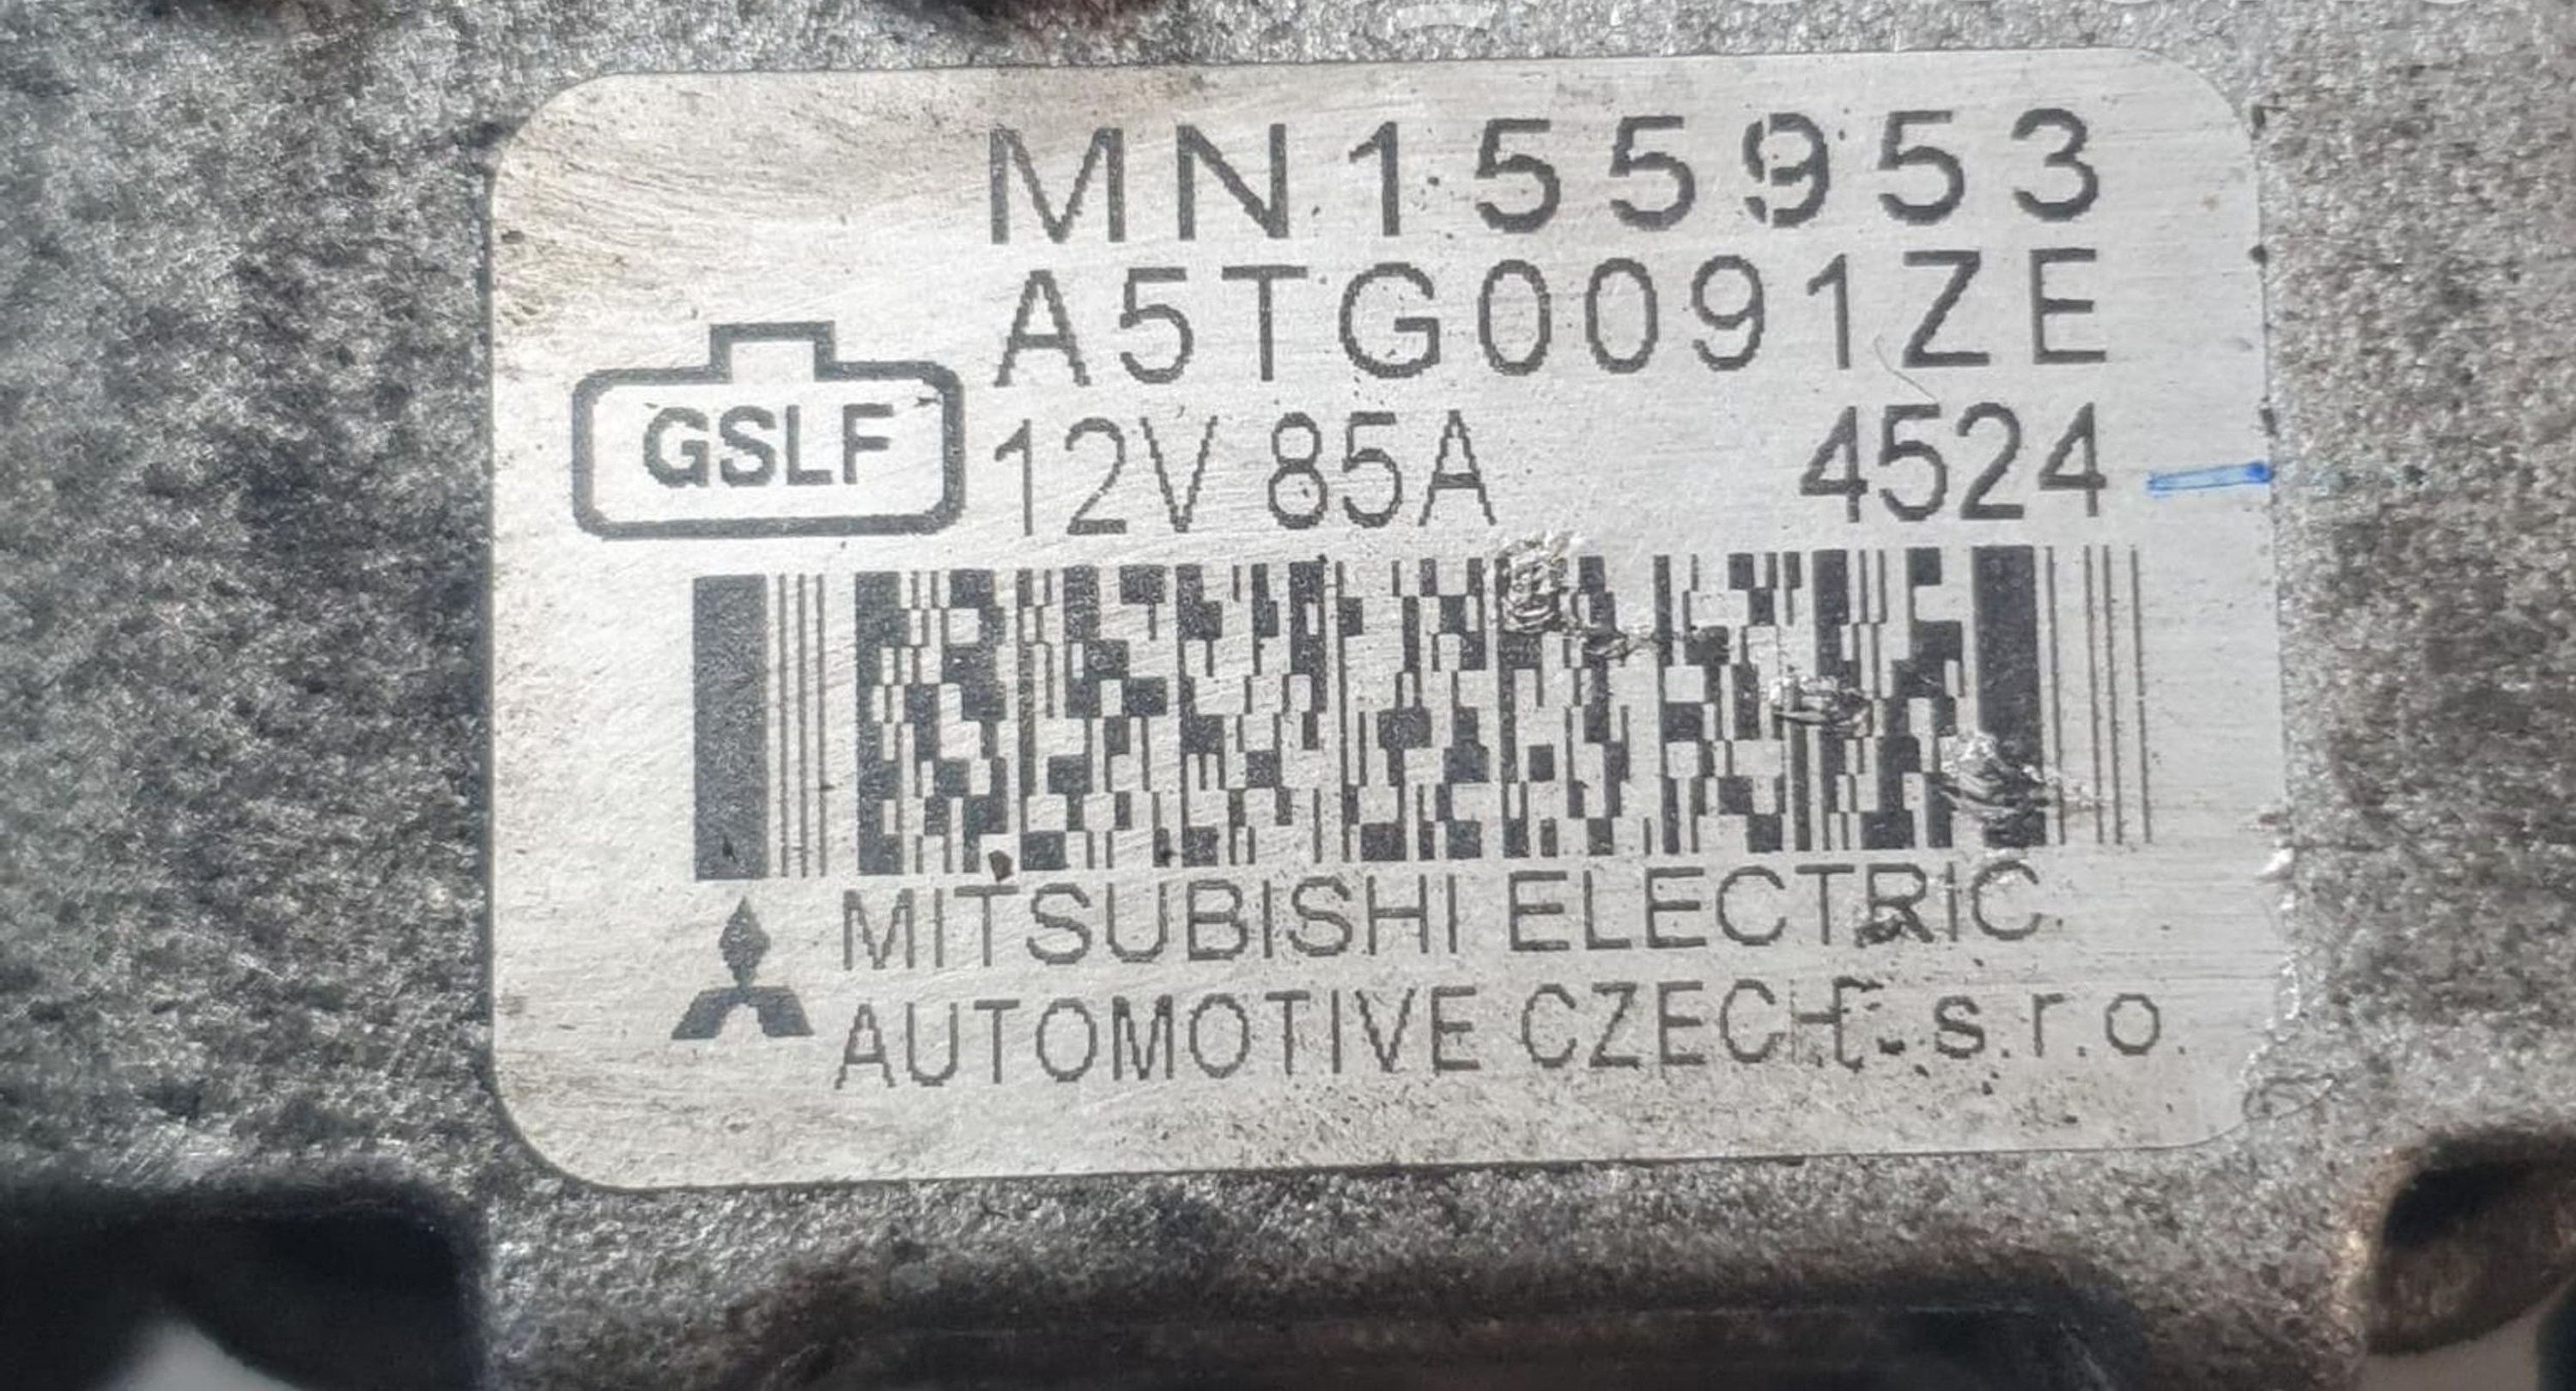 MN155953
A5TG0091ZE
GSLF
12V 85A 4524
MITSUBISHI ELECTRIC
AUTOMOTIVE CZECH s.r.o.